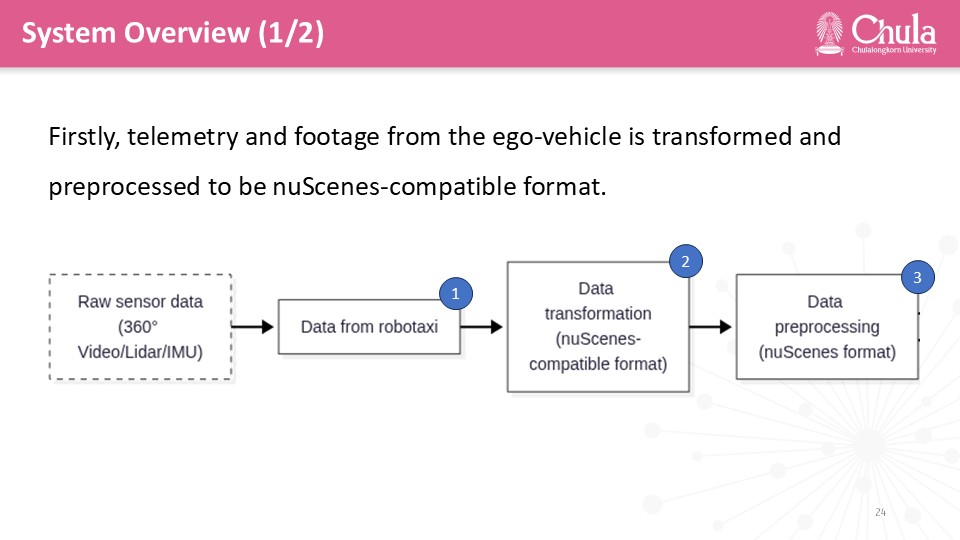 System Overview (1/2)
Chula
Chulalongkorn University
Firstly, telemetry and footage from the ego-vehicle is transformed and
preprocessed to be nuScenes-compatible format.
Raw sensor data
(360°
Video/Lidar/IMU)
1
Data from robotaxi
2
Data
transformation
(nuScenes-
compatible format)
3
Data
preprocessing
(nuScenes format)
24